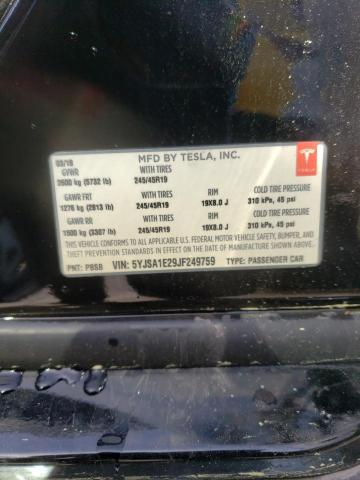 03/18 MFD BY TESLA, INC.
GVWR WITH TIRES
2600 kg (5732 lb) 245/45R19
GAWR FRT WITH TIRES RIM COLD TIRE PRESSURE
1276 kg (2813 lb) 245/45R19 19X8.0 J 310 kPa, 45 psi
GAWR RR WITH TIRES RIM COLD TIRE PRESSURE
1500 kg (3307 lb) 245/45R19 19X8.0 J 310 kPa, 45 psi
THIS VEHICLE CONFORMS TO ALL APPLICABLE U.S. FEDERAL MOTOR VEHICLE SAFETY, BUMPER, AND
THEFT PREVENTION STANDARDS IN EFFECT ON THE DATE OF MANUFACTURE SHOWN ABOVE.
PNT: PBSB VIN: 5YJSA1E29JF249759 TYPE: PASSENGER CAR
TESLA